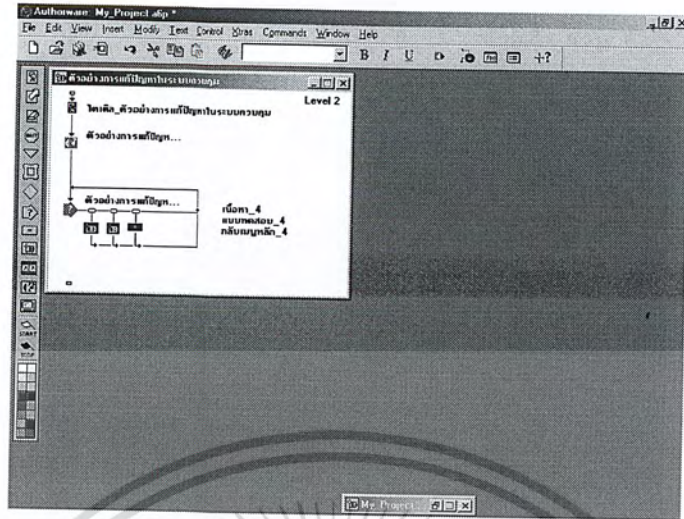 Authorware: My_Project.a6p *
File Edit View Insert Modify Text Control Xtras Commands Window Help
B I U
ตัวอย่างการแก้ปัญหาในระบบควบคุม
Level 2
ไตเติล_ตัวอย่างการแก้ปัญหาในระบบควบคุม
ตัวอย่างการแก้ปัญห...
ตัวอย่างการแก้ปัญห...
เนื้อหา_4
แบบทดสอบ_4
กลับเมนูหลัก_4
START
STOP
My_Project...